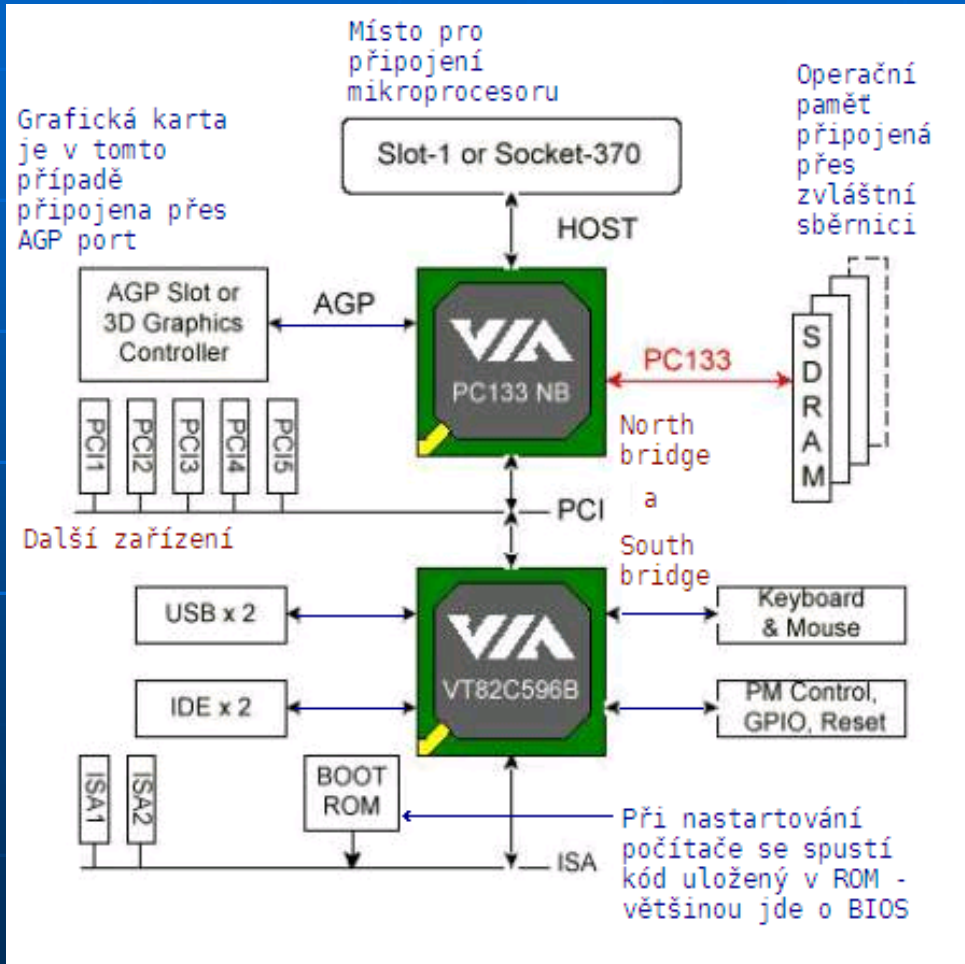 Místo pro
připojení
mikroprocesoru
Operační
paměť
připojená
přes
zvláštní
sběrnici
Grafická karta
je v tomto
případě
připojena přes
AGP port
Slot-1 or Socket-370
HOST
AGP Slot or
3D Graphics
Controller
AGP
VIA
PC133 NB
PC133
SDRAM
PCI1
PCI2
PCI3
PCI4
PCI5
North
bridge
a
South
bridge
PCI
Další zařízení
USB x 2
IDE x 2
VIA
VT82C596B
Keyboard
& Mouse
PM Control,
GPIO, Reset
ISA1
ISA2
BOOT
ROM
ISA
Při nastartování
počítače se spustí
kód uložený v ROM -
většinou jde o BIOS